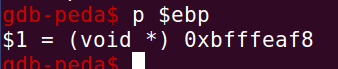 gdb-peda$ p $ebp
$1 = (void *) 0xbfffeaf8
gdb-peda$